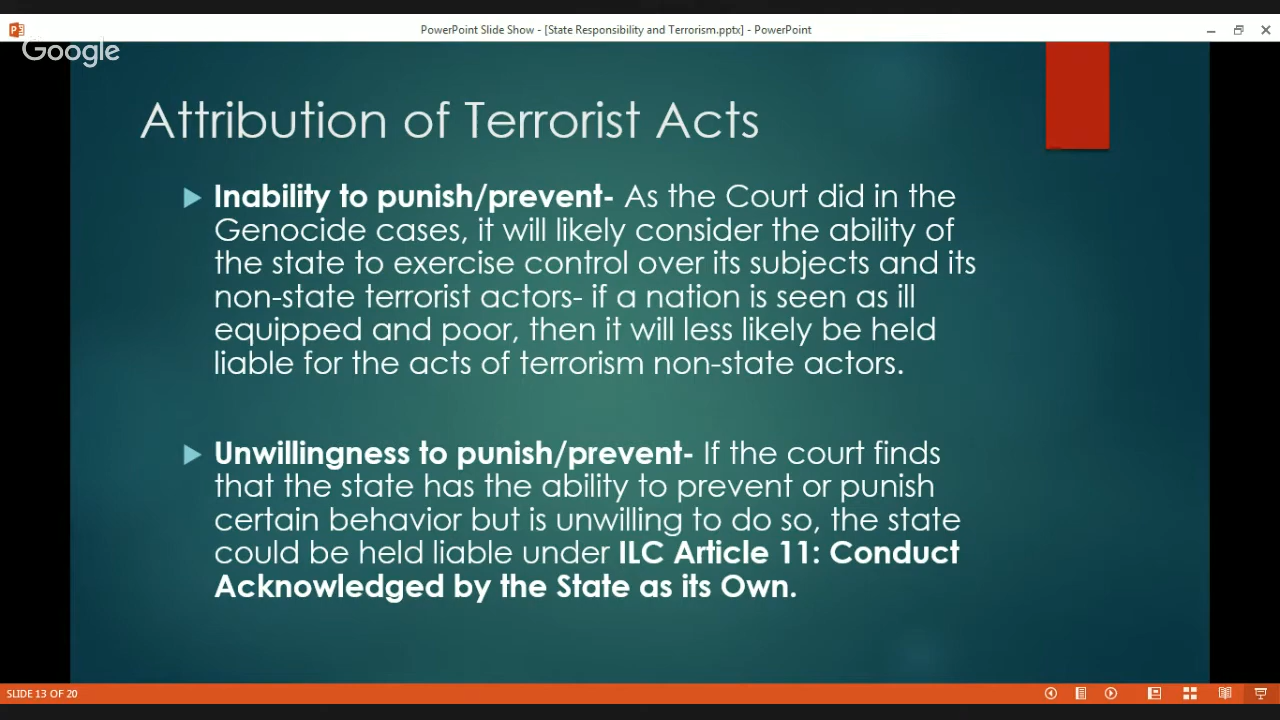 PowerPoint Slide Show - [State Responsibility and Terrorism.pptx] - PowerPoint
Google
Attribution of Terrorist Acts
Inability to punish/prevent- As the Court did in the
Genocide cases, it will likely consider the ability of
the state to exercise control over its subjects and its
non-state terrorist actors- if a nation is seen as ill
equipped and poor, then it will less likely be held
liable for the acts of terrorism non-state actors.
Unwillingness to punish/prevent- If the court finds
that the state has the ability to prevent or punish
certain behavior but is unwilling to do so, the state
could be held liable under ILC Article 11: Conduct
Acknowledged by the State as its Own.
SLIDE 13 OF 20